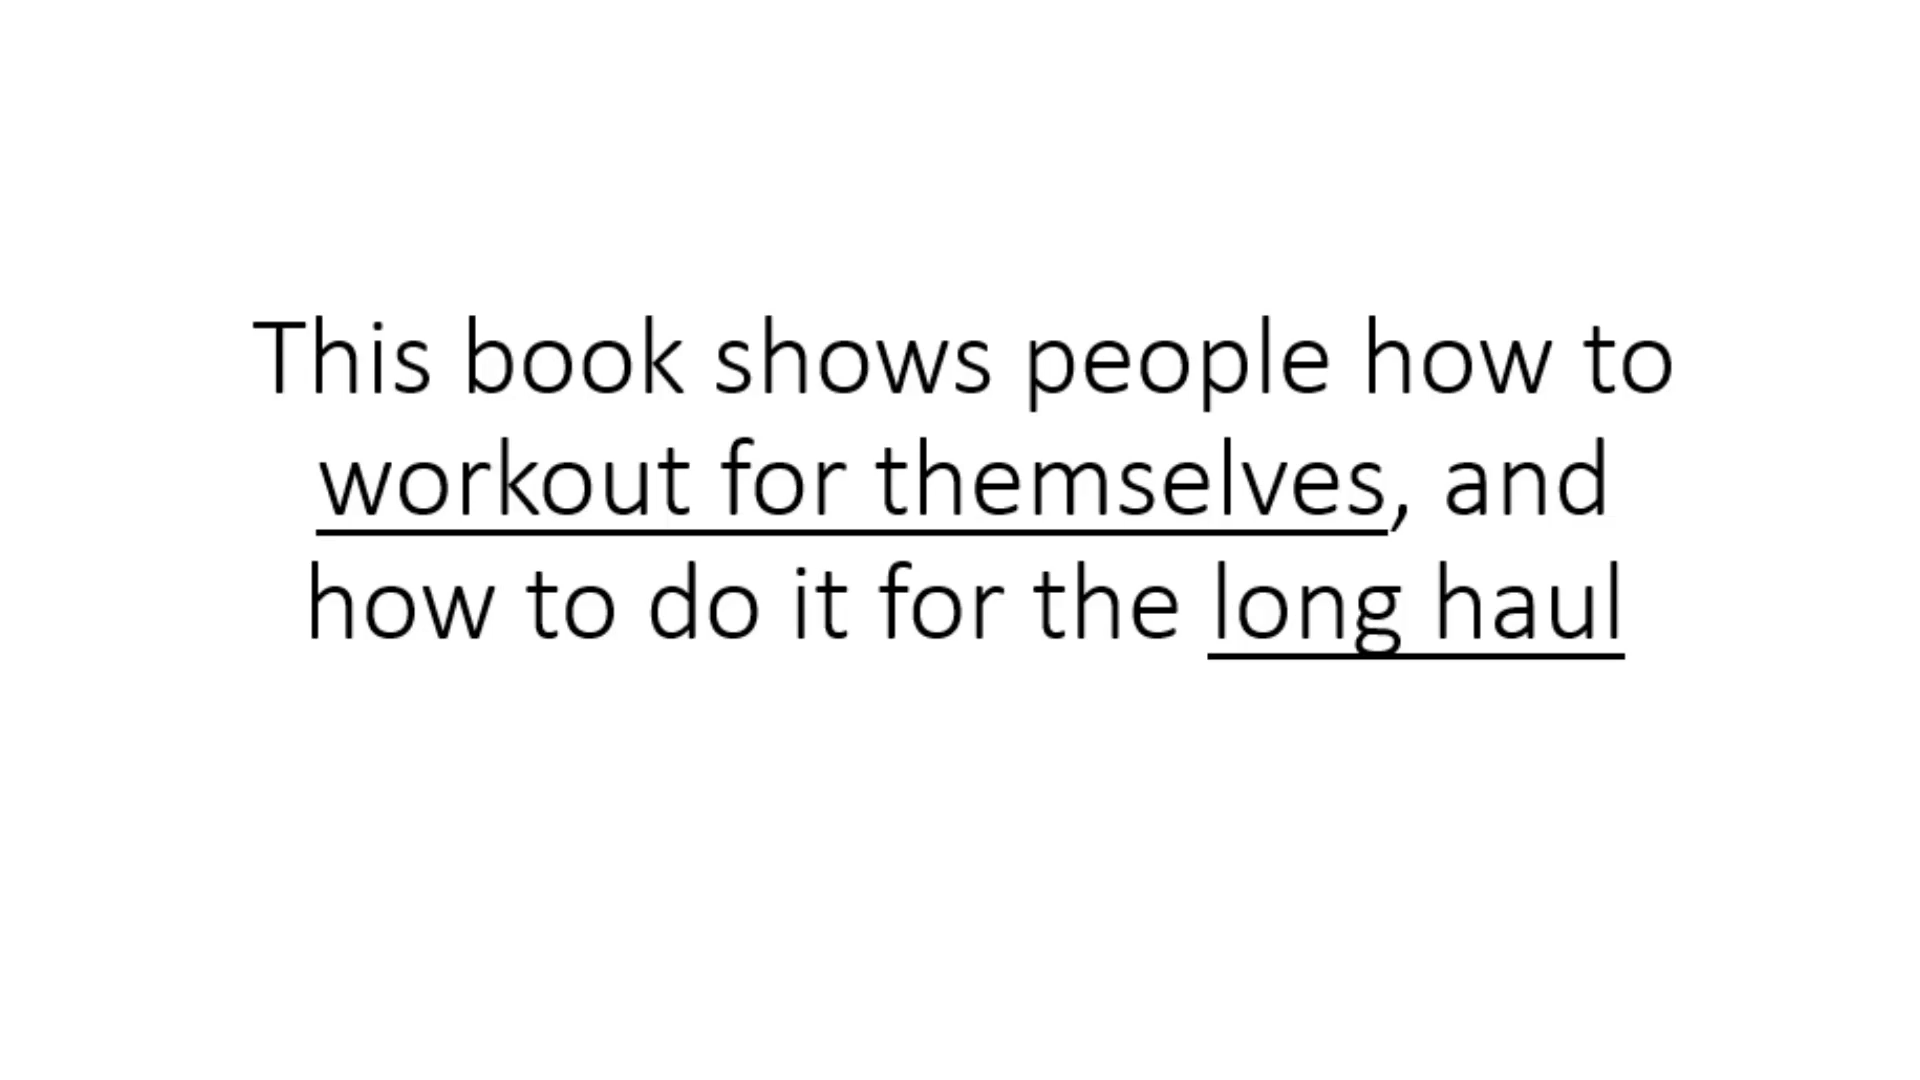 This book shows people how to
workout for themselves, and
how to do it for the long haul